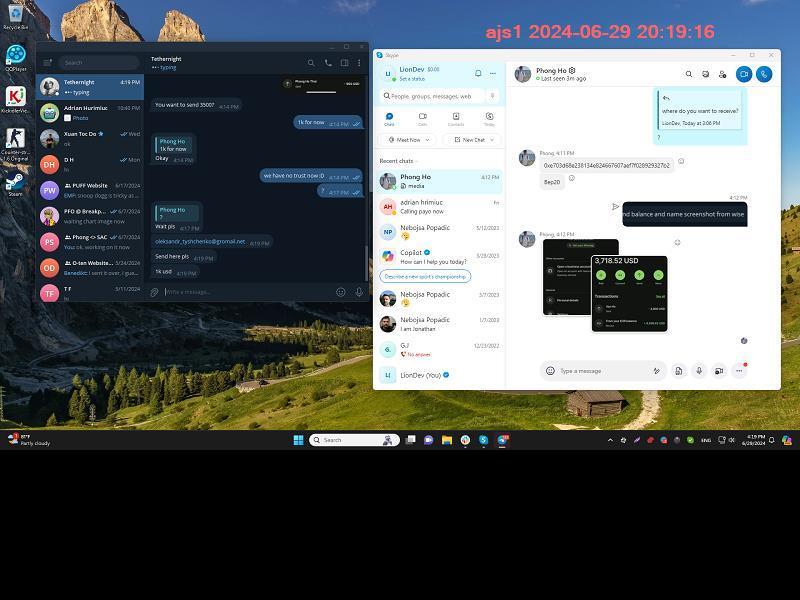 ajs1 2024-06-29 20:19:16
Recycle Bin
QQPlayer
Counter-str...
1.6 Original
Steam
Search
Tethernight
typing
4:19 PM
Adrian Hurimiuc
10:40 PM
Photo
Xuan Toc Do
Wed
ok
D H
Mon
hi
PUFF Website
6/17/2024
EMP: snoop dogg is tricky as...
PFO @ Breakp...
6/7/2024
waiting chart image now
Phong <> SAC
6/7/2024
You: ok, working on it now
O-ten Website...
5/24/2024
Benedikt: I sent it over, I gue...
T F
5/11/2024
hi
Tethernight
typing
You want to send 3500?
4:14 PM
1k for now
4:14 PM
Phong Ho
1k for now
Okay
4:14 PM
we have no trust now :D
4:14 PM
?
4:17 PM
Phong Ho
?
Wait pls
4:17 PM
oleksandr_tyshchenko@gromail.net
4:19 PM
Send here pls
4:19 PM
1k usd
4:19 PM
Write a message...
Skype
LionDev
$0.00
Set a status
People, groups, messages, web
Chats
Calls
Contacts
Today
Meet Now
New Chat
Recent chats
Phong Ho
4:12 PM
media
adrian hrimiuc
Fri
Calling payo now
Nebojsa Popadic
5/12/2023
Copilot
5/28/2023
How can I help you today?
Describe a new sport's championship
Nebojsa Popadic
5/7/2023
Nebojsa Popadic
1/7/2023
I am Jonathan
G.J
12/23/2022
No answer
LionDev (You)
Phong Ho
Last seen 3m ago
where do you want to receive?
LionDev, Today at 3:06 PM
?
Phong, 4:11 PM
Bep20
4:12 PM
nd balance and name screenshot from wise
Phong, 4:12 PM
3,718.52 USD
Transactions
See all
Type a message
87°F
Partly cloudy
Search
ENG
4:19 PM
6/29/2024